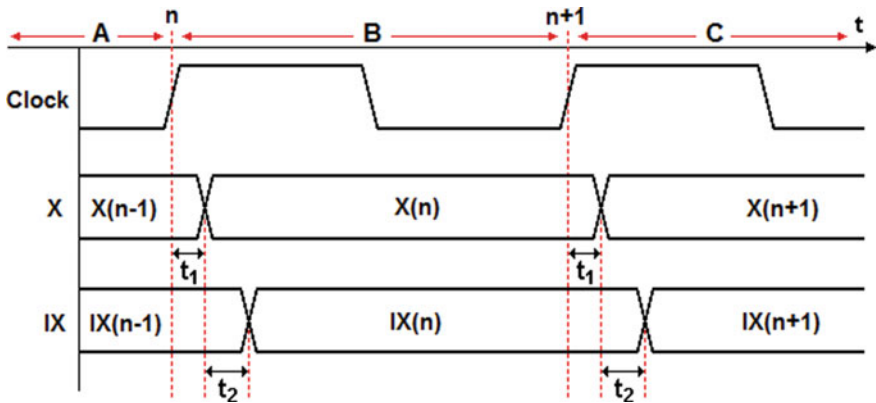 n n+1
A B C t
Clock
X X(n-1) X(n) X(n+1)
t1 t1
IX IX(n-1) IX(n) IX(n+1)
t2 t2